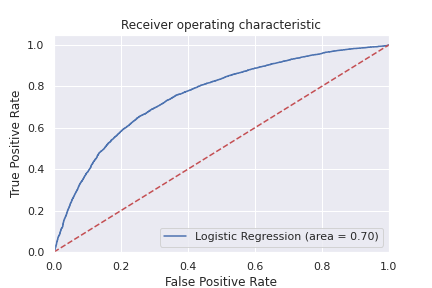 Receiver operating characteristic
True Positive Rate
1.0
0.8
0.6
0.4
0.2
0.0
Logistic Regression (area = 0.70)
0.0 0.2 0.4 0.6 0.8 1.0
False Positive Rate